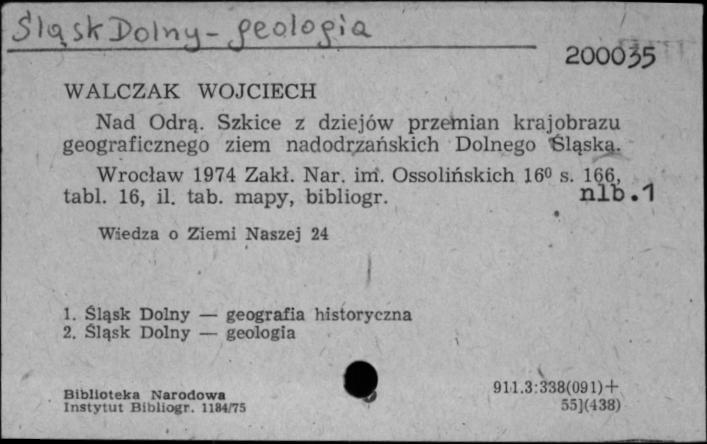 Śląsk Dolny - geologia
200035
WALCZAK WOJCIECH
Nad Odrą. Szkice z dziejów przemian krajobrazu
geograficznego ziem nadodrzańskich Dolnego Śląska.
Wrocław 1974 Zakł. Nar. im. Ossolińskich 16⁰ s. 166,
tabl. 16, il. tab. mapy, bibliogr. nlb.1
Wiedza o Ziemi Naszej 24
1. Śląsk Dolny — geografia historyczna
2. Śląsk Dolny — geologia
Biblioteka Narodowa
Instytut Bibliogr. 1184/75
911.3:338(091)+
55](438)